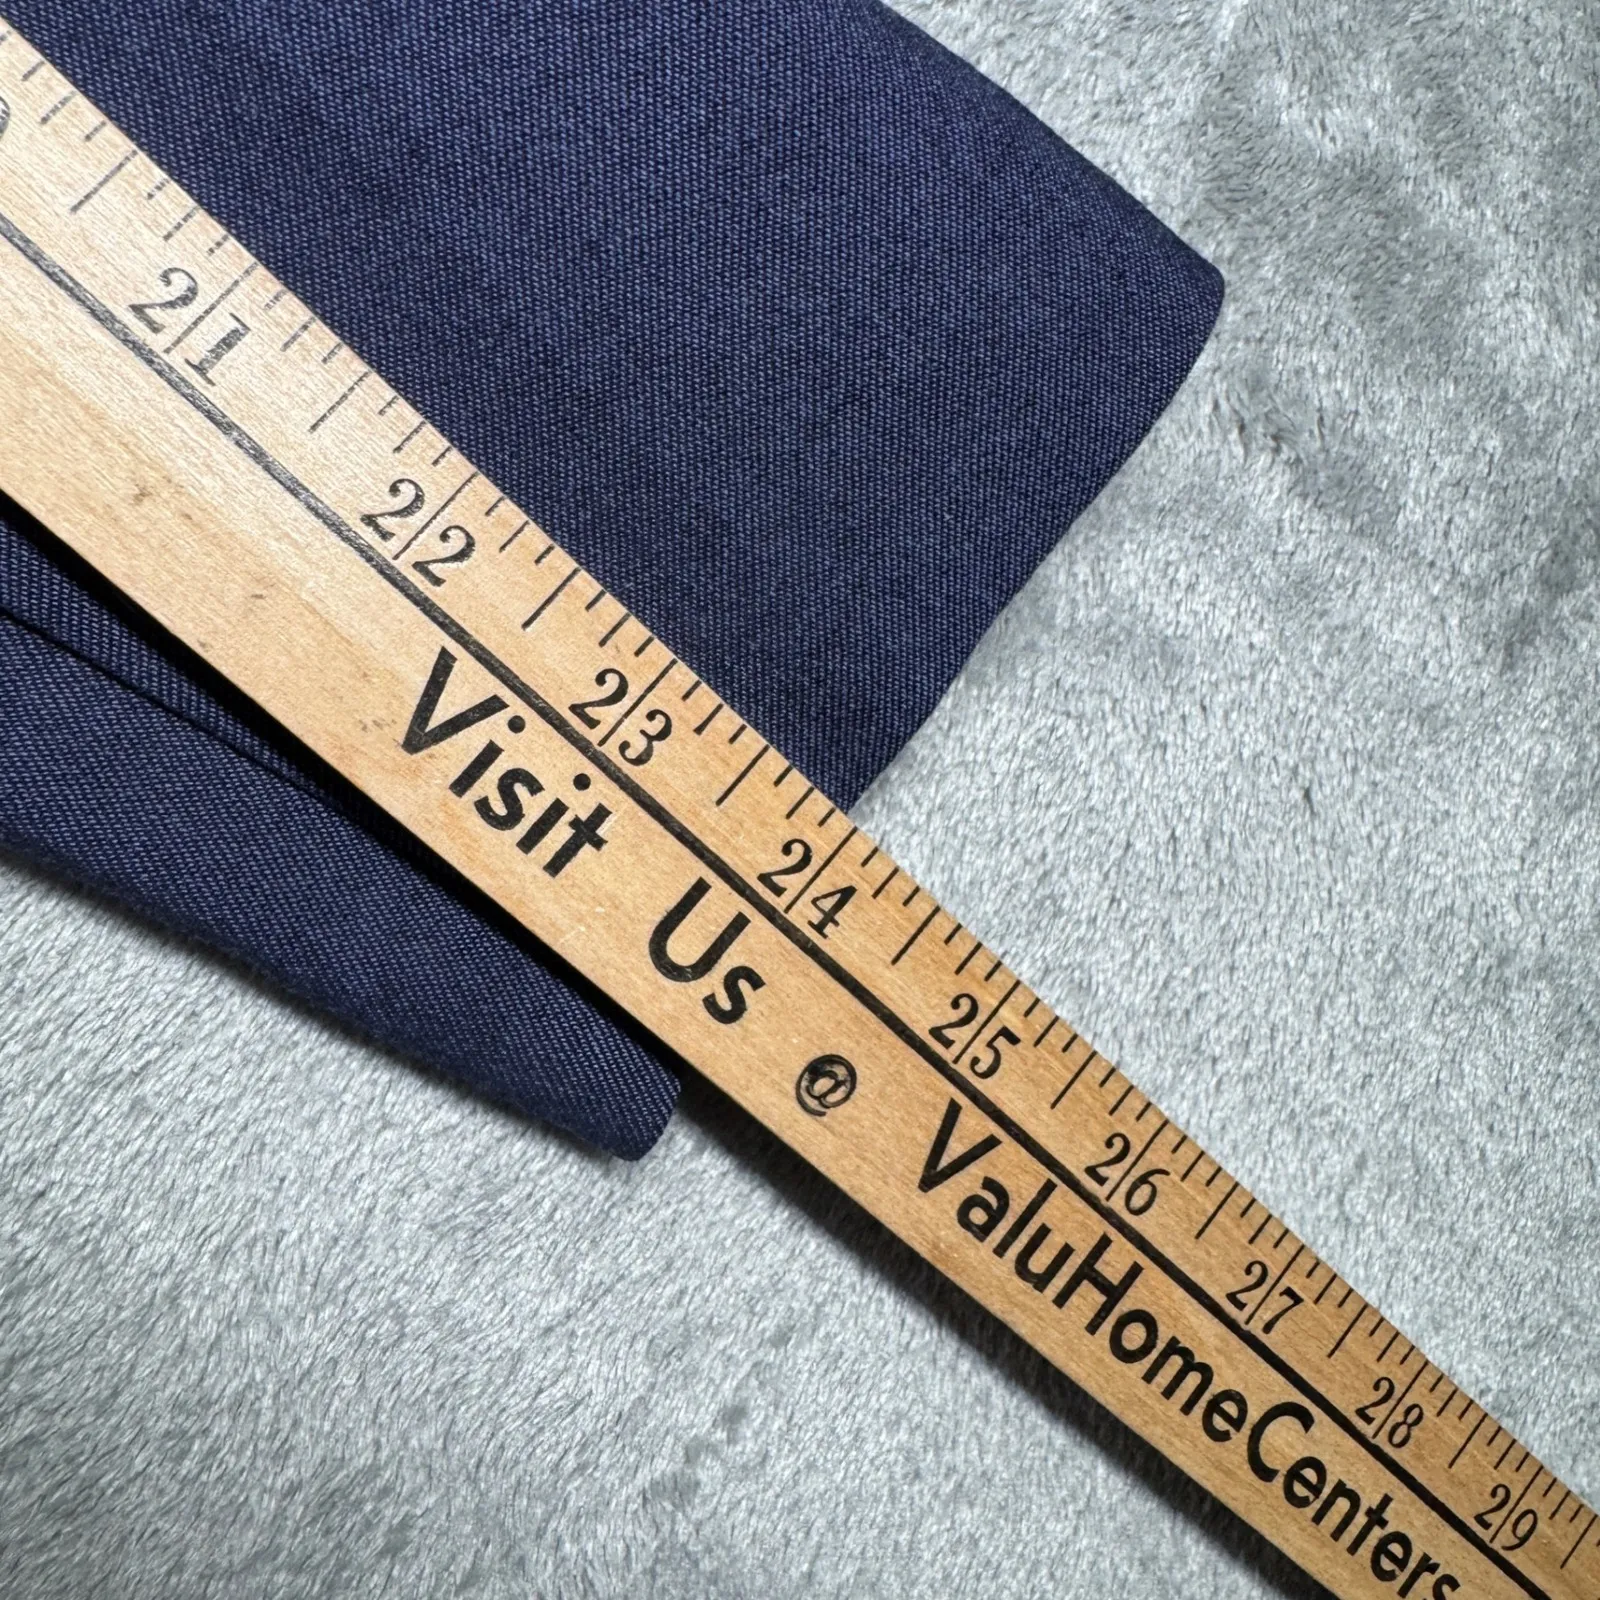 21 22 23 24 25 26 27 28 29
Visit Us @ ValuHomeCenters